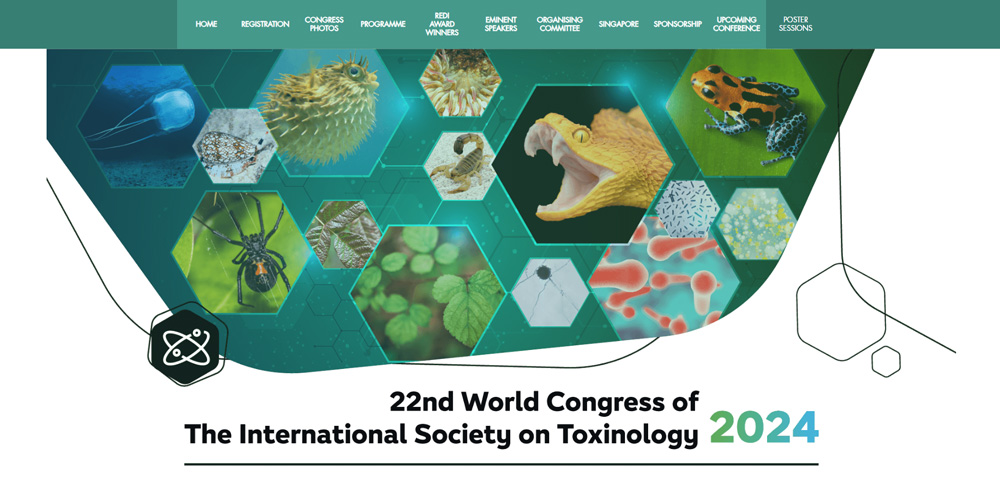 HOME
REGISTRATION
CONGRESS
PHOTOS
PROGRAMME
REDI
AWARD
WINNERS
EMINENT
SPEAKERS
ORGANISING
COMMITTEE
SINGAPORE
SPONSORSHIP
UPCOMING
CONFERENCE
POSTER
SESSIONS
22nd World Congress of
The International Society on Toxinology 2024